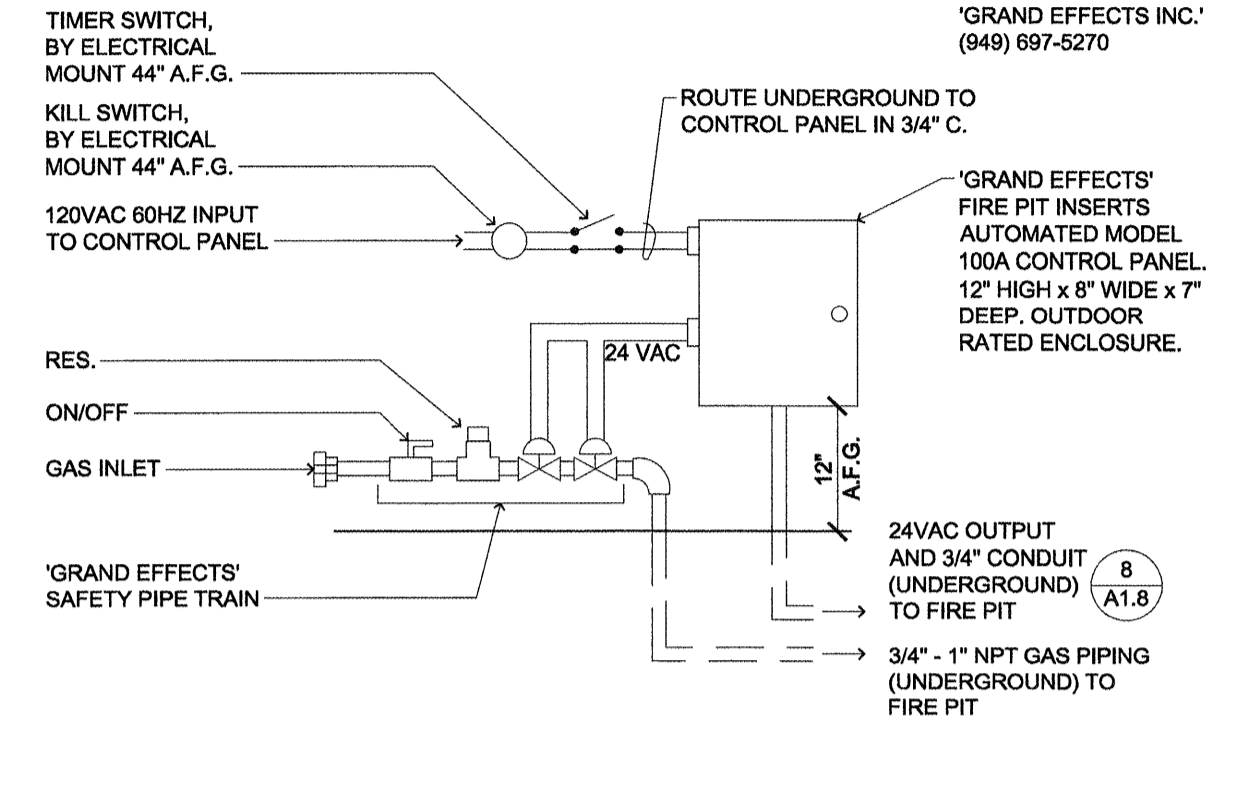 TIMER SWITCH,
BY ELECTRICAL
MOUNT 44" A.F.G.
KILL SWITCH,
BY ELECTRICAL
MOUNT 44" A.F.G.
120VAC 60HZ INPUT
TO CONTROL PANEL
'GRAND EFFECTS INC.'
(949) 697-5270
ROUTE UNDERGROUND TO
CONTROL PANEL IN 3/4" C.
'GRAND EFFECTS'
FIRE PIT INSERTS
AUTOMATED MODEL
100A CONTROL PANEL.
12" HIGH x 8" WIDE x 7"
DEEP. OUTDOOR
RATED ENCLOSURE.
24 VAC
RES.
ON/OFF
GAS INLET
12"
A.F.G.
'GRAND EFFECTS'
SAFETY PIPE TRAIN
24VAC OUTPUT
AND 3/4" CONDUIT
(UNDERGROUND)
TO FIRE PIT
8
A1.8
3/4" - 1" NPT GAS PIPING
(UNDERGROUND) TO
FIRE PIT